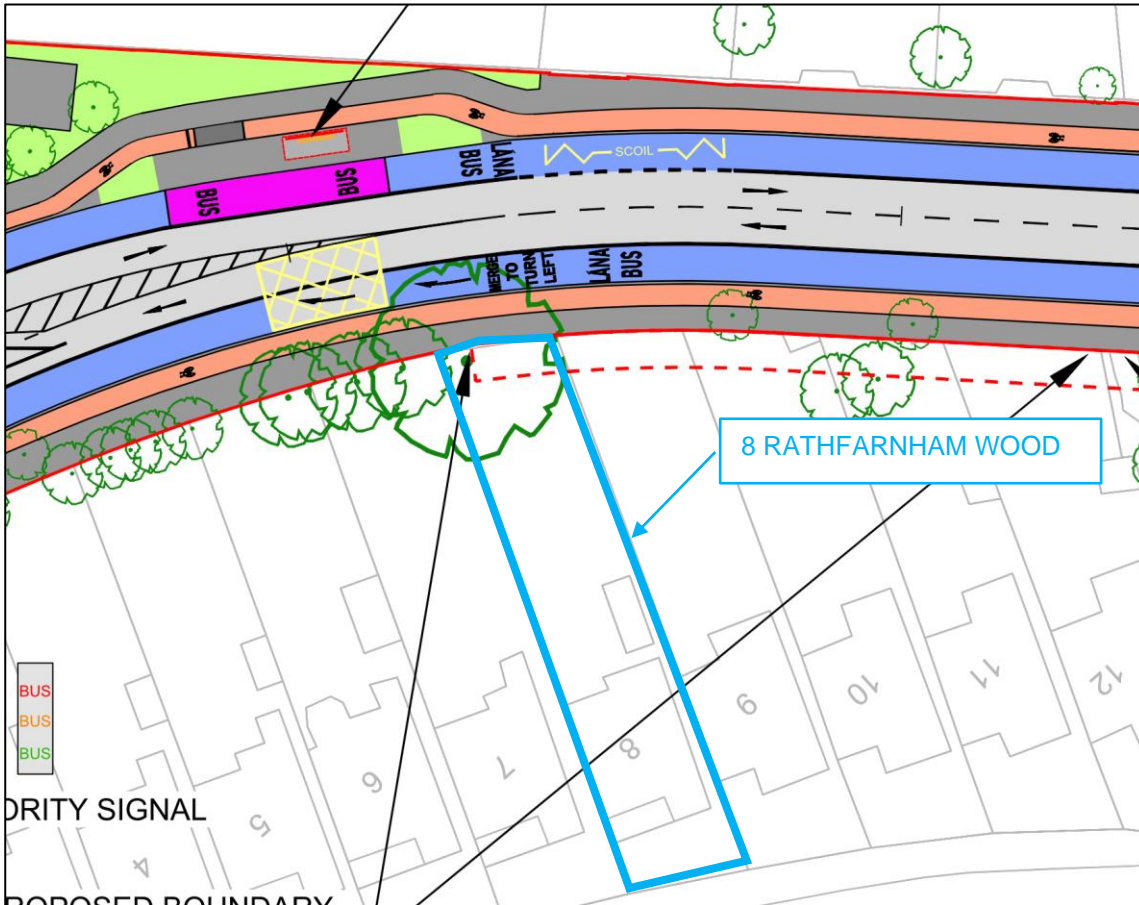 BUS
BUS
LÁNA
BUS
SCOIL
MERGE
TO
TURN
LEFT
LÁNA
BUS
8 RATHFARNHAM WOOD
BUS
BUS
BUS
ORITY SIGNAL
4
5
6
7
8
9
10
11
12
ROPOSED BOUNDARY